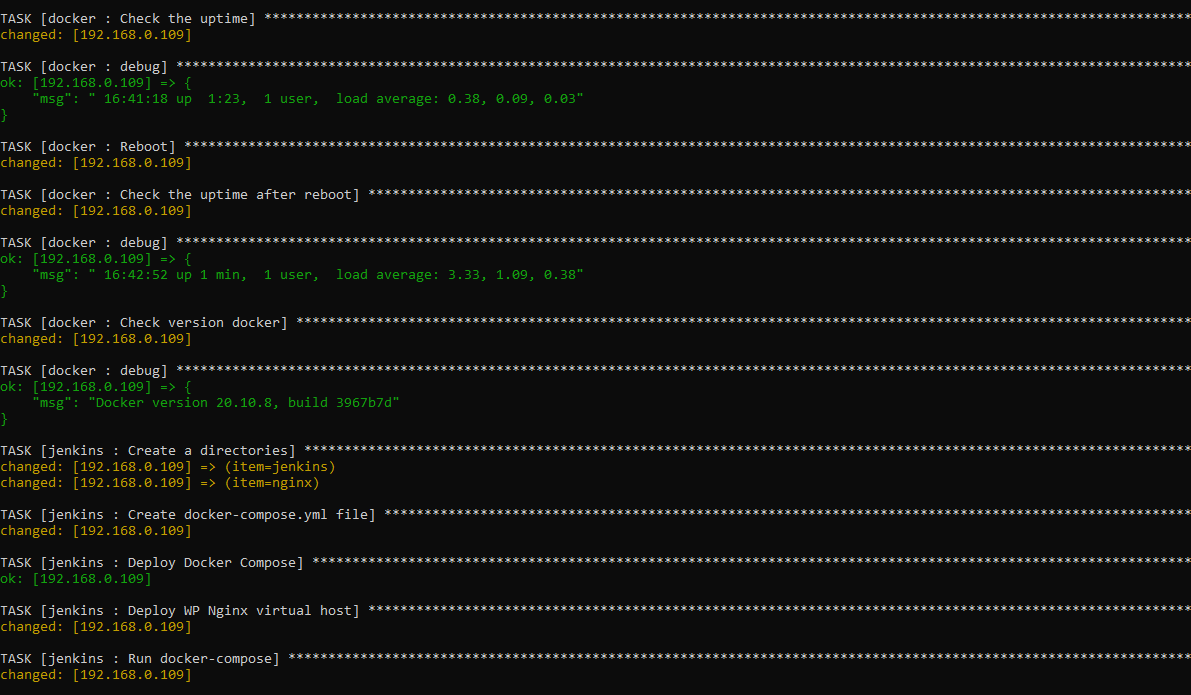 TASK [docker : Check the uptime] ********************************************************************************************************************
changed: [192.168.0.109]
TASK [docker : debug] *******************************************************************************************************************************
ok: [192.168.0.109] => {
    "msg": " 16:41:18 up  1:23,  1 user,  load average: 0.38, 0.09, 0.03"
}
TASK [docker : Reboot] ******************************************************************************************************************************
changed: [192.168.0.109]
TASK [docker : Check the uptime after reboot] *******************************************************************************************************
changed: [192.168.0.109]
TASK [docker : debug] *******************************************************************************************************************************
ok: [192.168.0.109] => {
    "msg": " 16:42:52 up 1 min,  1 user,  load average: 3.33, 1.09, 0.38"
}
TASK [docker : Check version docker] ****************************************************************************************************************
changed: [192.168.0.109]
TASK [docker : debug] *******************************************************************************************************************************
ok: [192.168.0.109] => {
    "msg": "Docker version 20.10.8, build 3967b7d"
}
TASK [jenkins : Create a directories] ***************************************************************************************************************
changed: [192.168.0.109] => (item=jenkins)
changed: [192.168.0.109] => (item=nginx)
TASK [jenkins : Create docker-compose.yml file] *****************************************************************************************************
changed: [192.168.0.109]
TASK [jenkins : Deploy Docker Compose] **************************************************************************************************************
ok: [192.168.0.109]
TASK [jenkins : Deploy WP Nginx virtual host] *******************************************************************************************************
changed: [192.168.0.109]
TASK [jenkins : Run docker-compose] *****************************************************************************************************************
changed: [192.168.0.109]